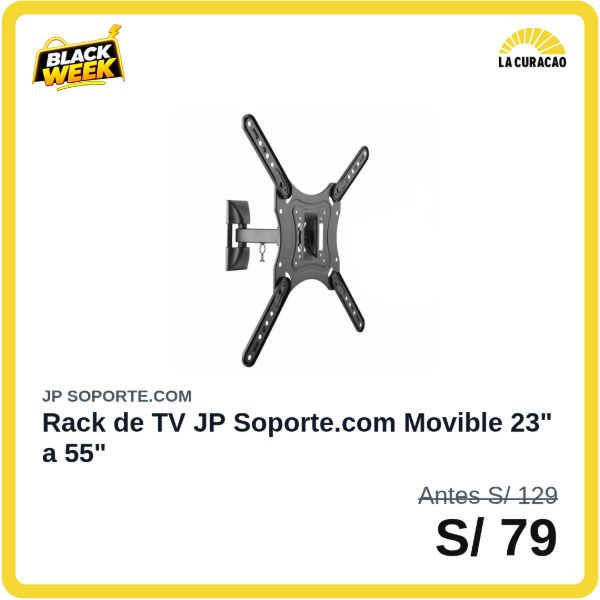 BLACK
WEEK
LA CURACAO
JP SOPORTE.COM
Rack de TV JP Soporte.com Movible 23"
a 55"
Antes S/ 129
S/ 79